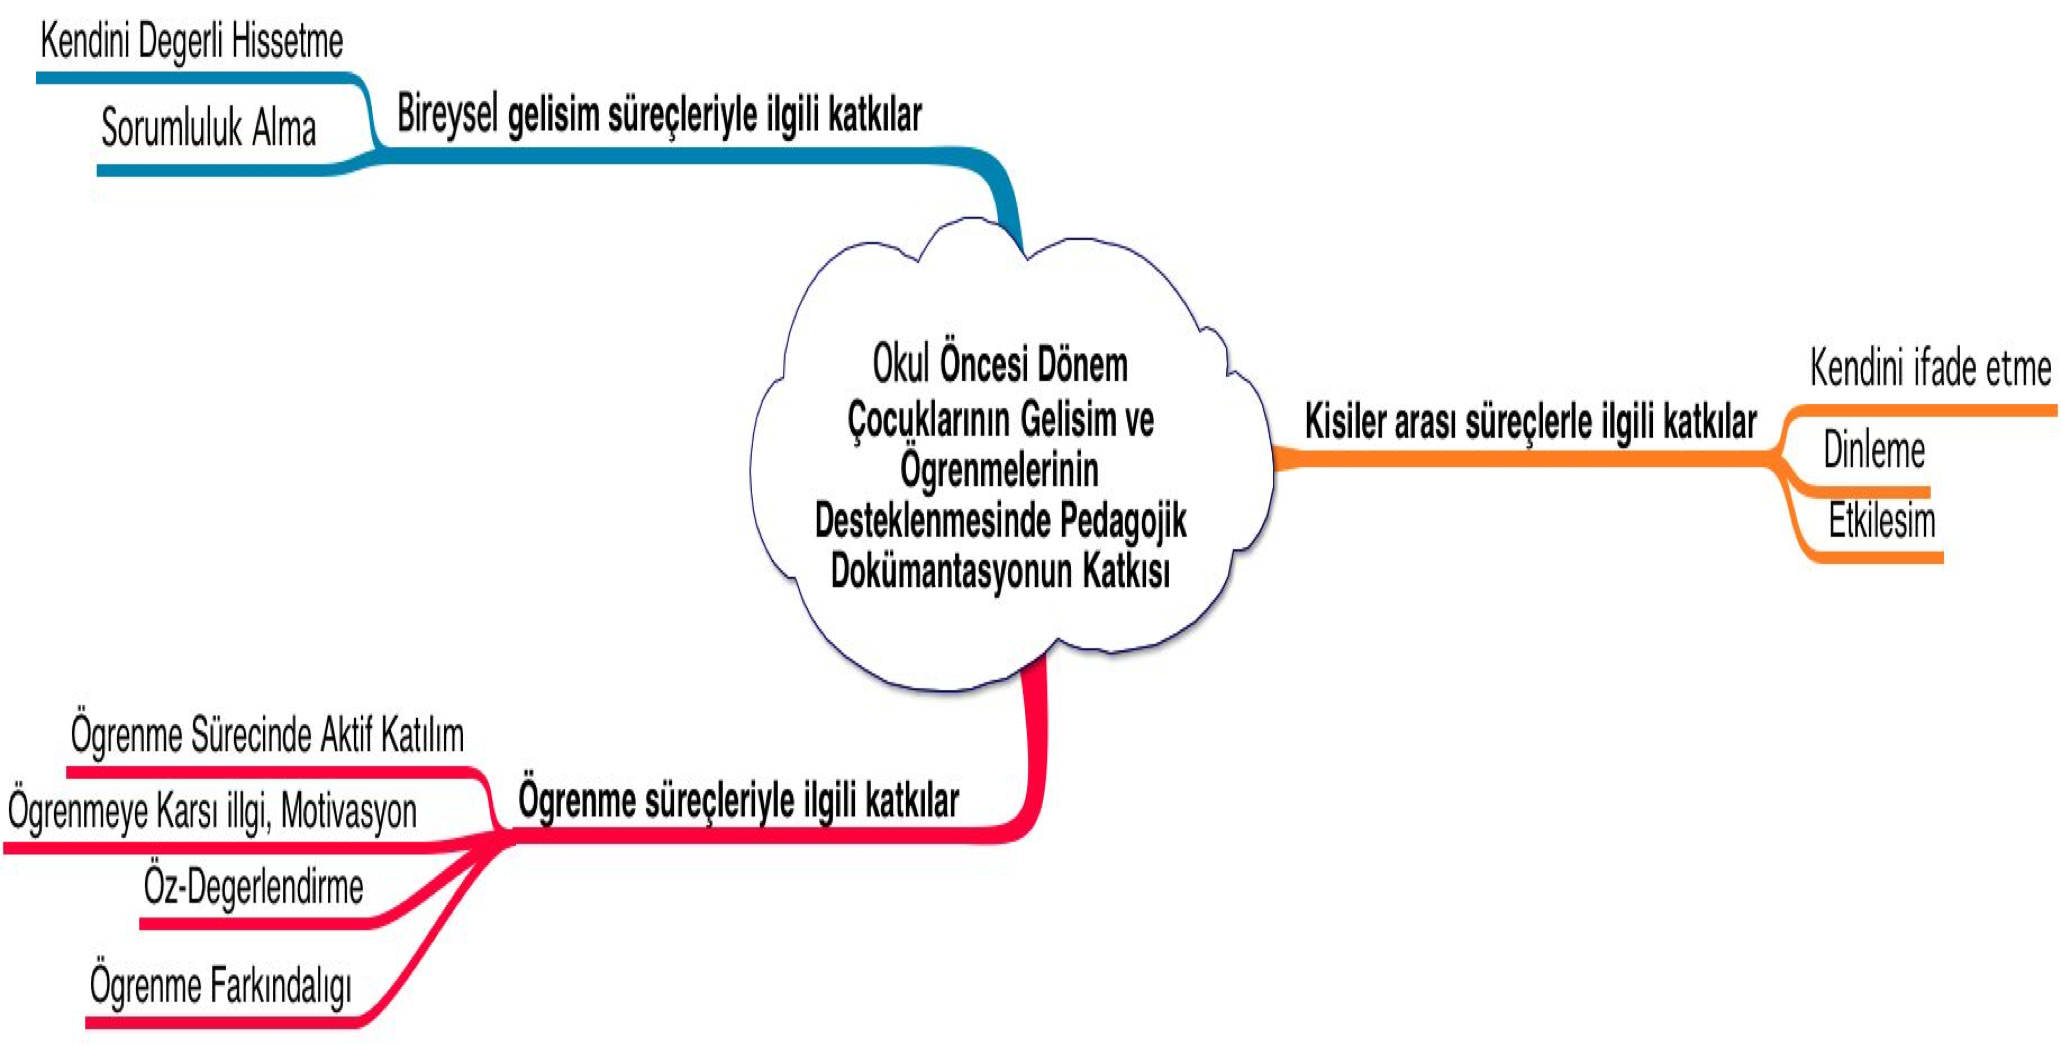 Kendini Degerli Hissetme
Sorumluluk Alma
Bireysel gelisim süreçleriyle ilgili katkılar
Okul Öncesi Dönem
Çocuklarının Gelisim ve
Ögrenmelerinin
Desteklenmesinde Pedagojik
Dokümantasyonun Katkısı
Kisiler arası süreçlerle ilgili katkılar
Kendini ifade etme
Dinleme
Etkilesim
Ögrenme süreçleriyle ilgili katkılar
Ögrenme Sürecinde Aktif Katılım
Ögrenmeye Karsı illgi, Motivasyon
Öz-Degerlendirme
Ögrenme Farkındalıgı